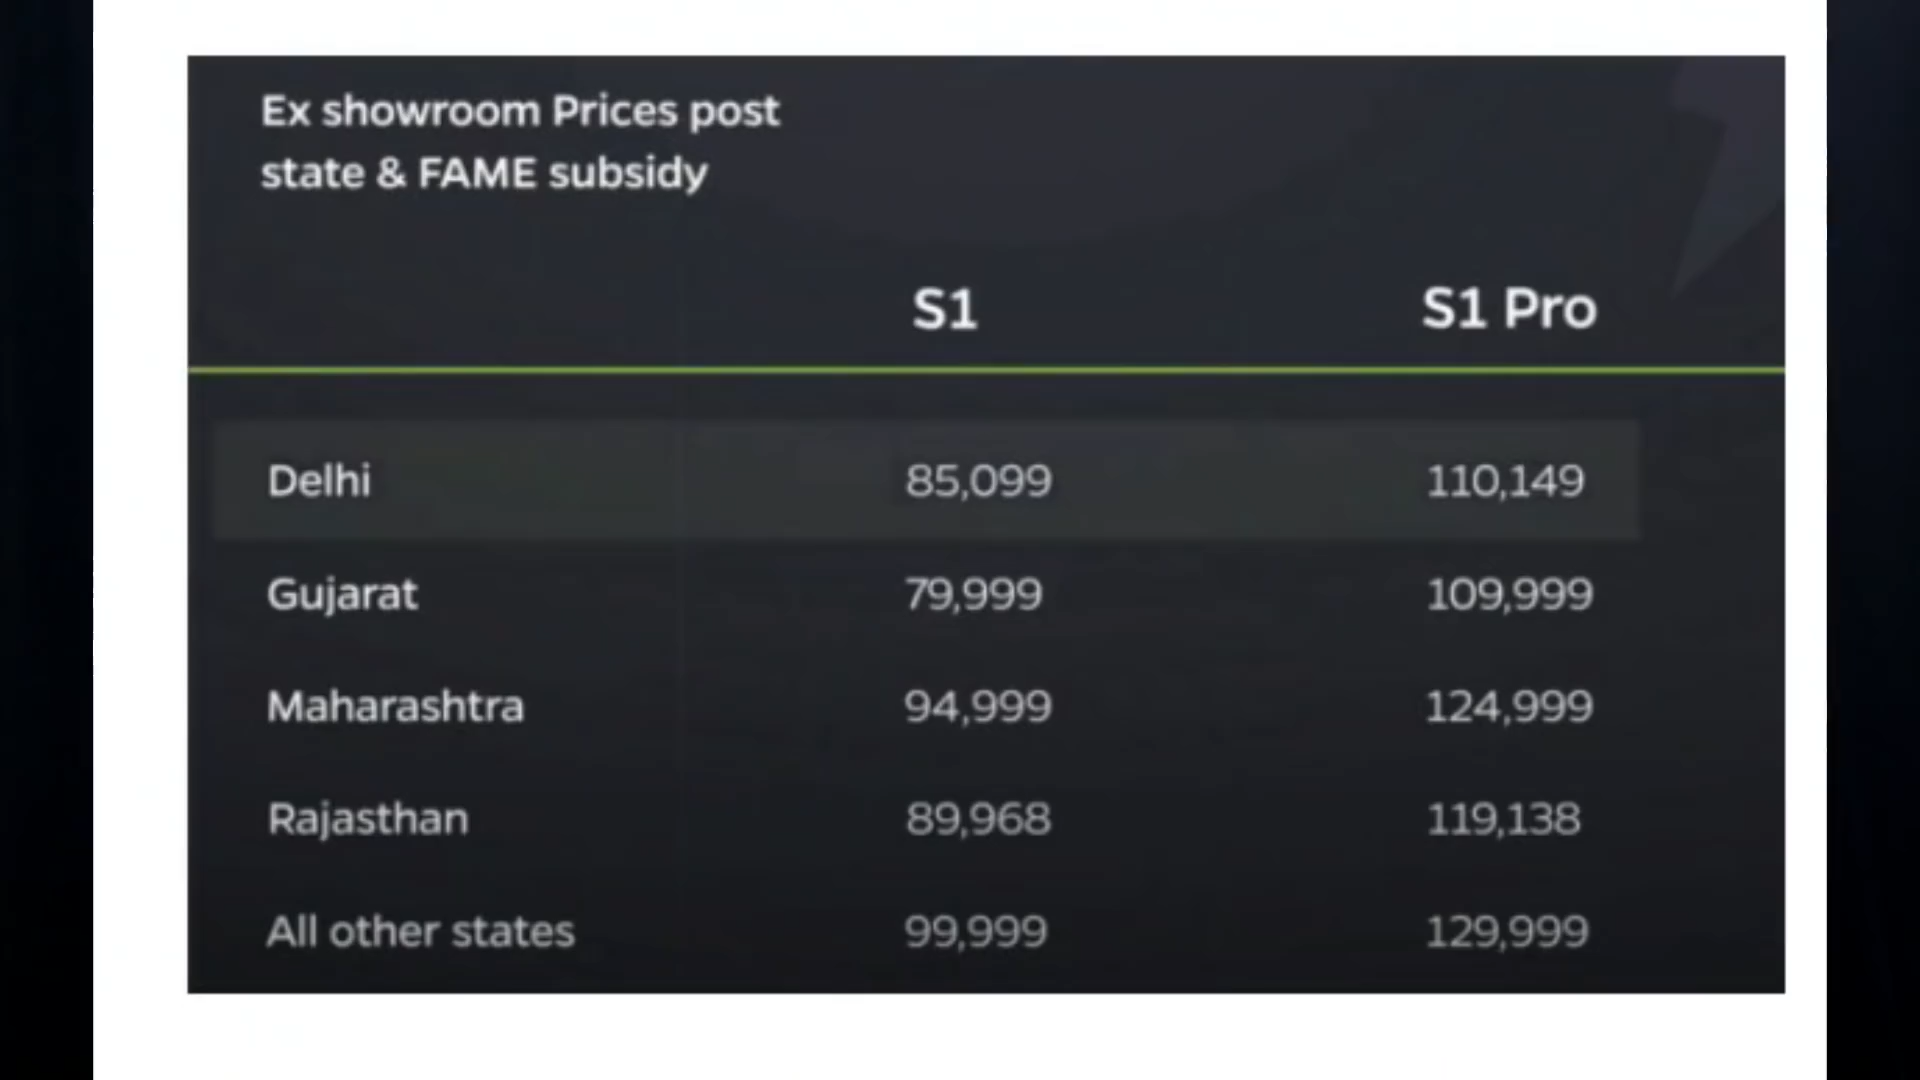 Ex showroom Prices post
state & FAME subsidy
S1 S1 Pro
Delhi 85,099 110,149
Gujarat 79,999 109,999
Maharashtra 94,999 124,999
Rajasthan 89,968 119,138
All other states 99,999 129,999